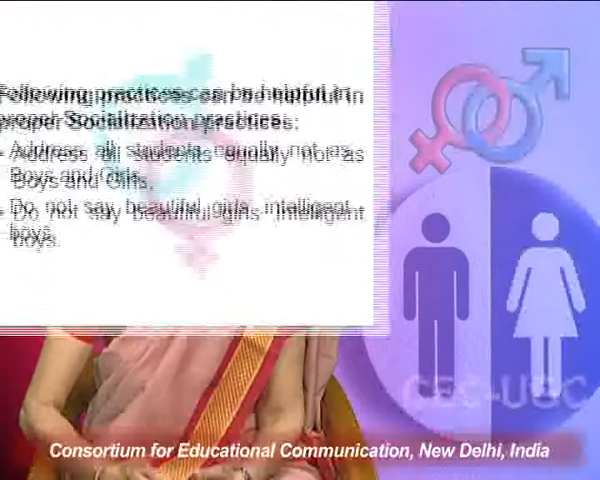 Following practices can be helpful in
proper Socialization practices:
- Address all students equally not as
Boys and Girls.
- Do not say beautiful girls, intelligent
boys.
CEC-UGC
Consortium for Educational Communication, New Delhi, India